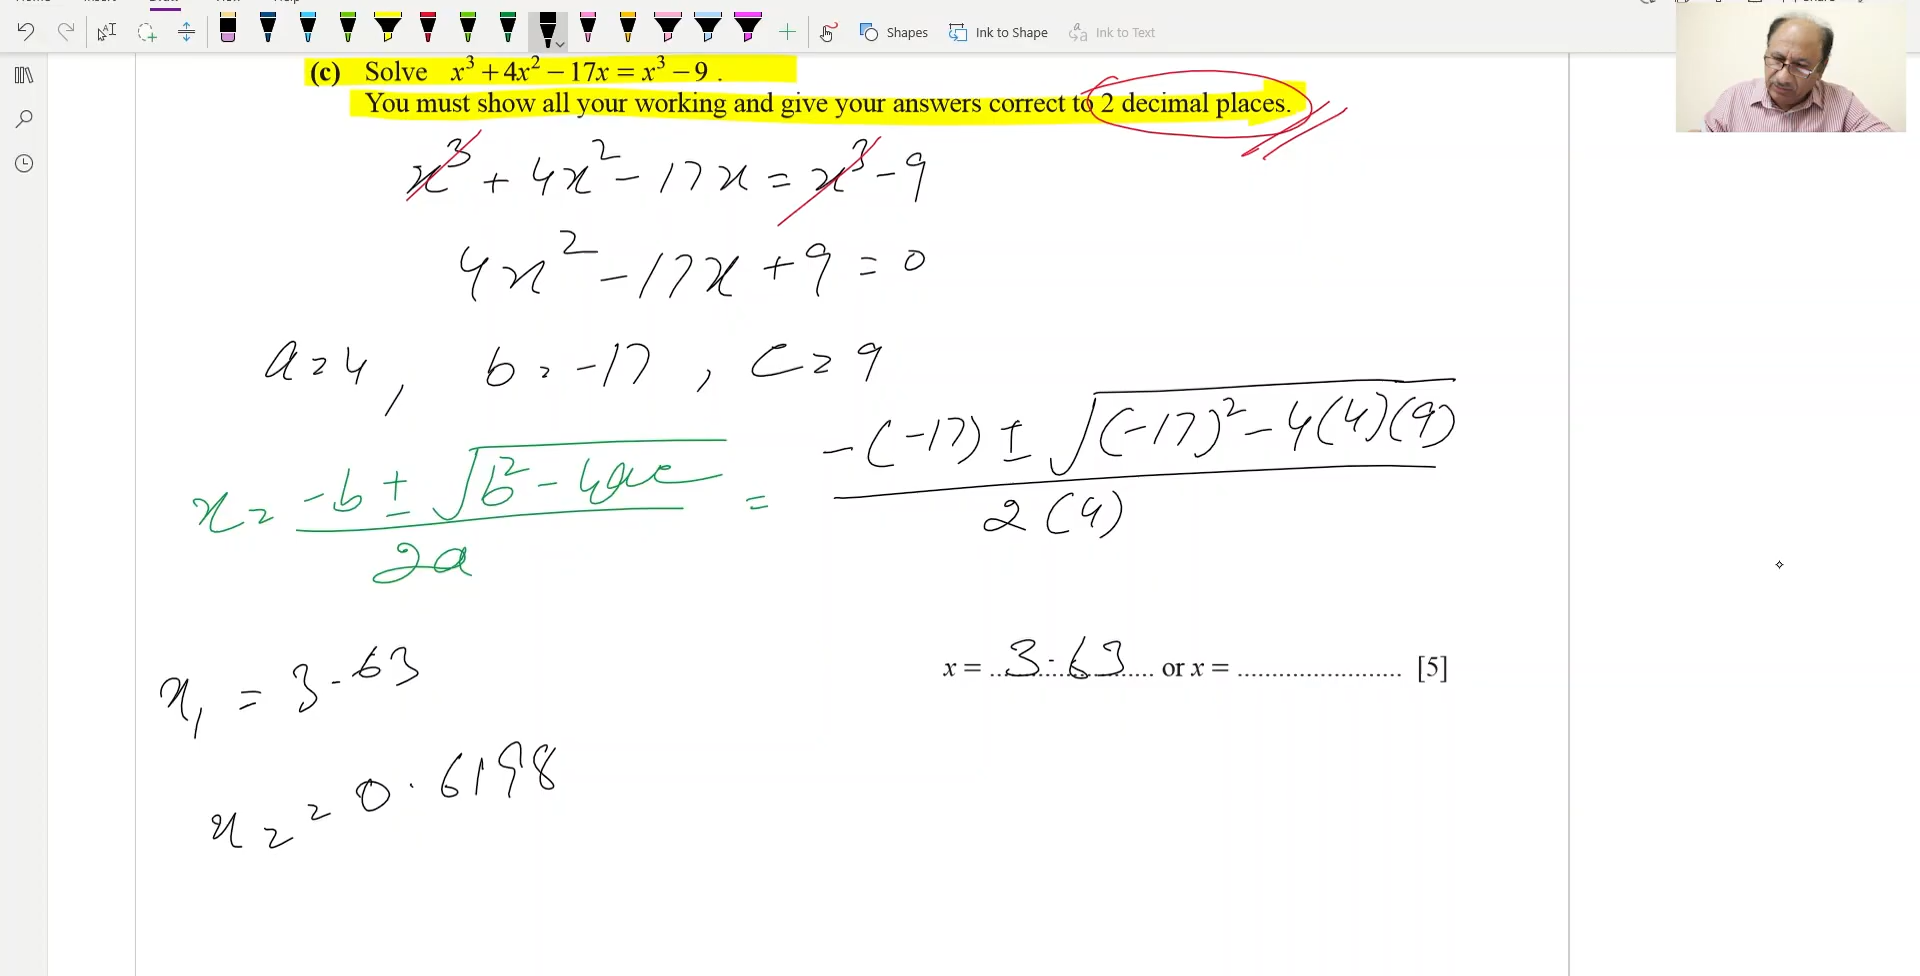 Shapes Ink to Shape Ink to Text
(c) Solve x³ + 4x² − 17x = x³ − 9 .
You must show all your working and give your answers correct to 2 decimal places.
x³ + 4x² − 17x = x³ − 9
4x² − 17x + 9 = 0
a = 4, b = −17, c = 9
x = (−b ± √(b² − 4ac)) / 2a = (−(−17) ± √((−17)² − 4(4)(9))) / 2(4)
x = 3.63 or x = ........................ [5]
x₁ = 3.63
x₂ = 0.6198